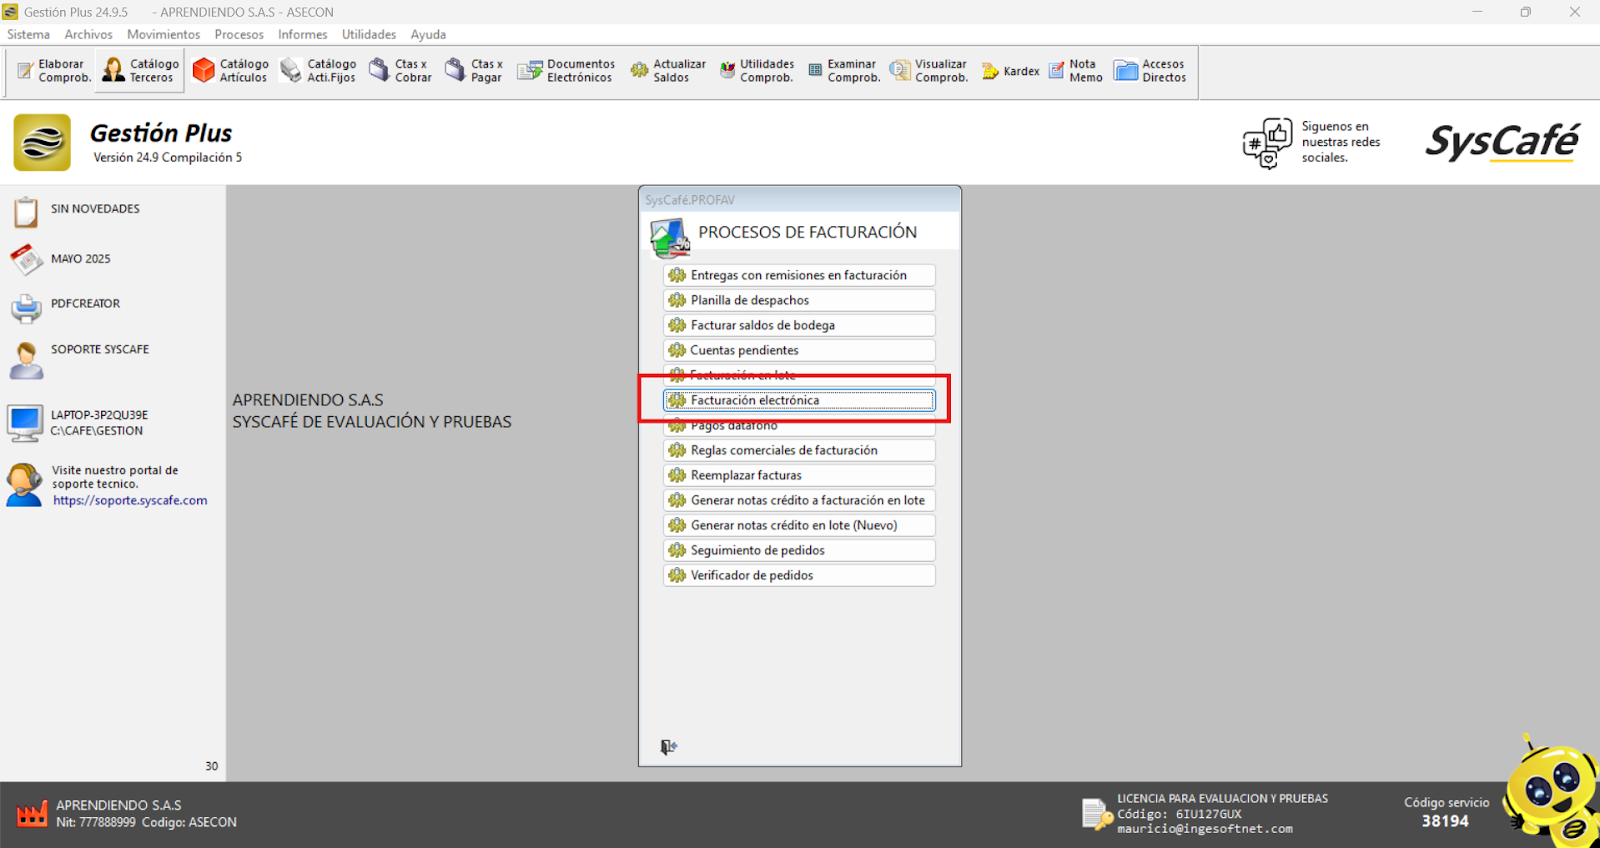 Gestión Plus 24.9.5 - APRENDIENDO S.A.S - ASECON
Sistema Archivos Movimientos Procesos Informes Utilidades Ayuda
Elaborar Comprob.
Catálogo Terceros
Catálogo Artículos
Catálogo Acti.Fijos
Ctas x Cobrar
Ctas x Pagar
Documentos Electrónicos
Actualizar Saldos
Utilidades Comprob.
Examinar Comprob.
Visualizar Comprob.
Kardex
Nota Memo
Accesos Directos
Gestión Plus
Versión 24.9 Compilación 5
Siguenos en
nuestras redes
sociales.
SysCafé
SIN NOVEDADES
MAYO 2025
PDFCREATOR
SOPORTE SYSCAFE
LAPTOP-3P2QU39E
C:\CAFE\GESTION
Visite nuestro portal de
soporte tecnico.
https://soporte.syscafe.com
30
APRENDIENDO S.A.S
SYSCAFÉ DE EVALUACIÓN Y PRUEBAS
SysCafé.PROFAV
PROCESOS DE FACTURACIÓN
Entregas con remisiones en facturación
Planilla de despachos
Facturar saldos de bodega
Cuentas pendientes
Facturación en lote
Facturación electrónica
Pagos datáfono
Reglas comerciales de facturación
Reemplazar facturas
Generar notas crédito a facturación en lote
Generar notas crédito en lote (Nuevo)
Seguimiento de pedidos
Verificador de pedidos
APRENDIENDO S.A.S
Nit: 777888999 Codigo: ASECON
LICENCIA PARA EVALUACION Y PRUEBAS
Código: 6IU127GUX
mauricio@ingesoftnet.com
Código servicio
38194